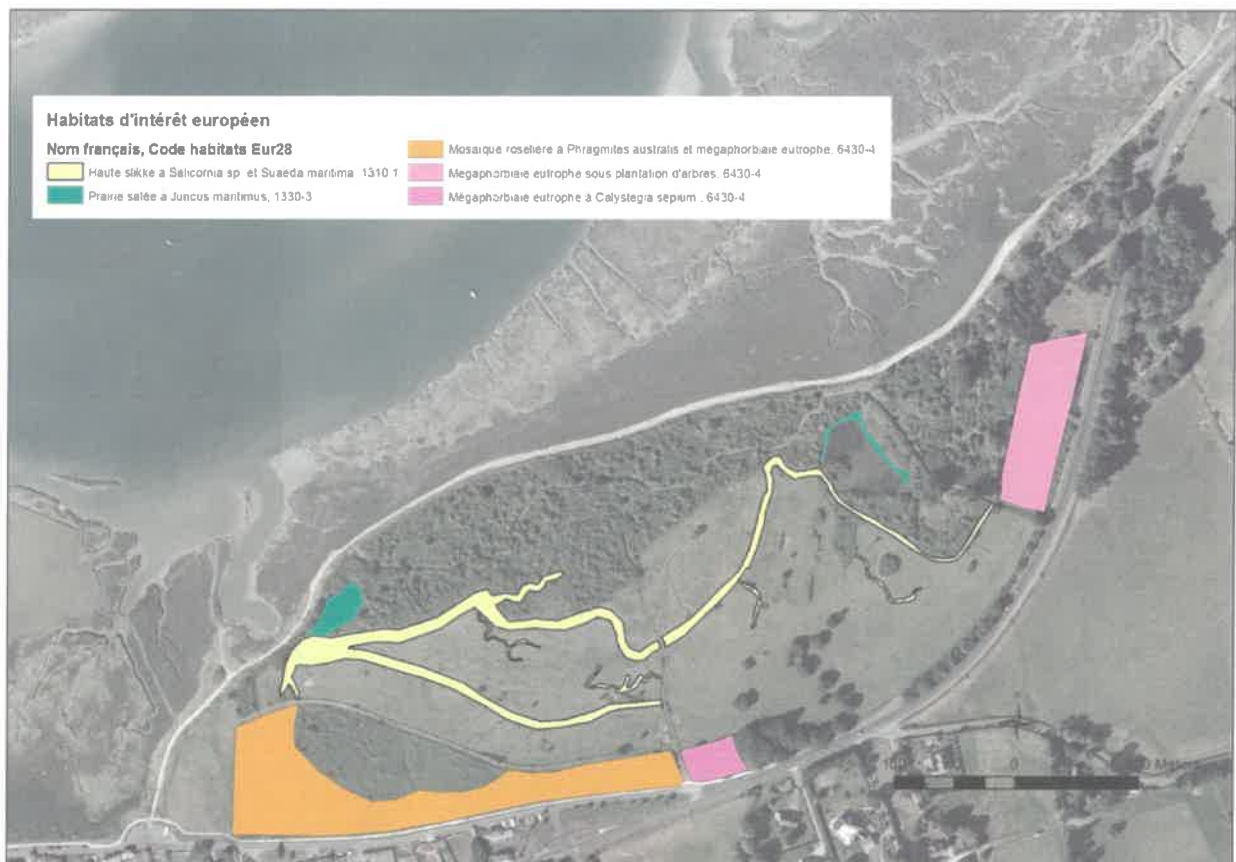 Habitats d'intérêt européen
Nom français, Code habitats Eur28
Haute slikke à Salicornia sp. et Suaeda maritima, 1310 1
Prairie salée à Juncus maritimus, 1330-3
Mosaïque roselière à Phragmites australis et mégaphorbiaie eutrophe, 6430-4
Mégaphorbiaie eutrophe sous plantation d'arbres, 6430-4
Mégaphorbiaie eutrophe à Calystegia sepium , 6430-4
0